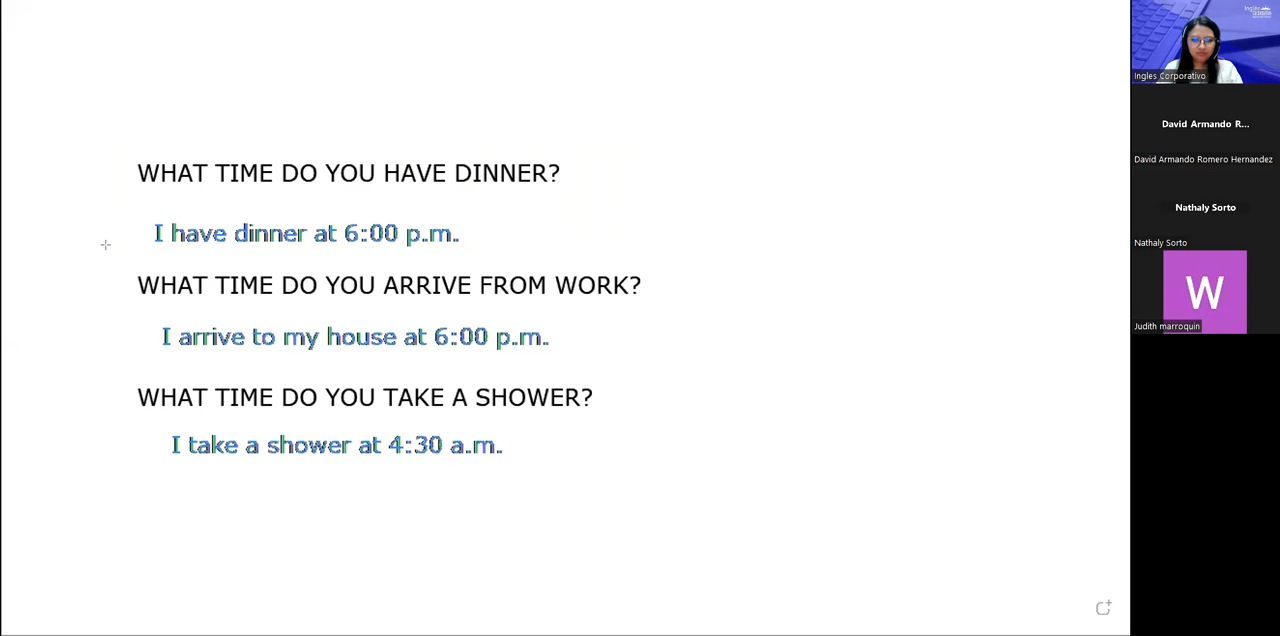 WHAT TIME DO YOU HAVE DINNER?
I have dinner at 6:00 p.m.
WHAT TIME DO YOU ARRIVE FROM WORK?
I arrive to my house at 6:00 p.m.
WHAT TIME DO YOU TAKE A SHOWER?
I take a shower at 4:30 a.m.
Ingles Corporativo
David Armando R...
David Armando Romero Hernandez
Nathaly Sorto
Nathaly Sorto
W
Judith marroquin